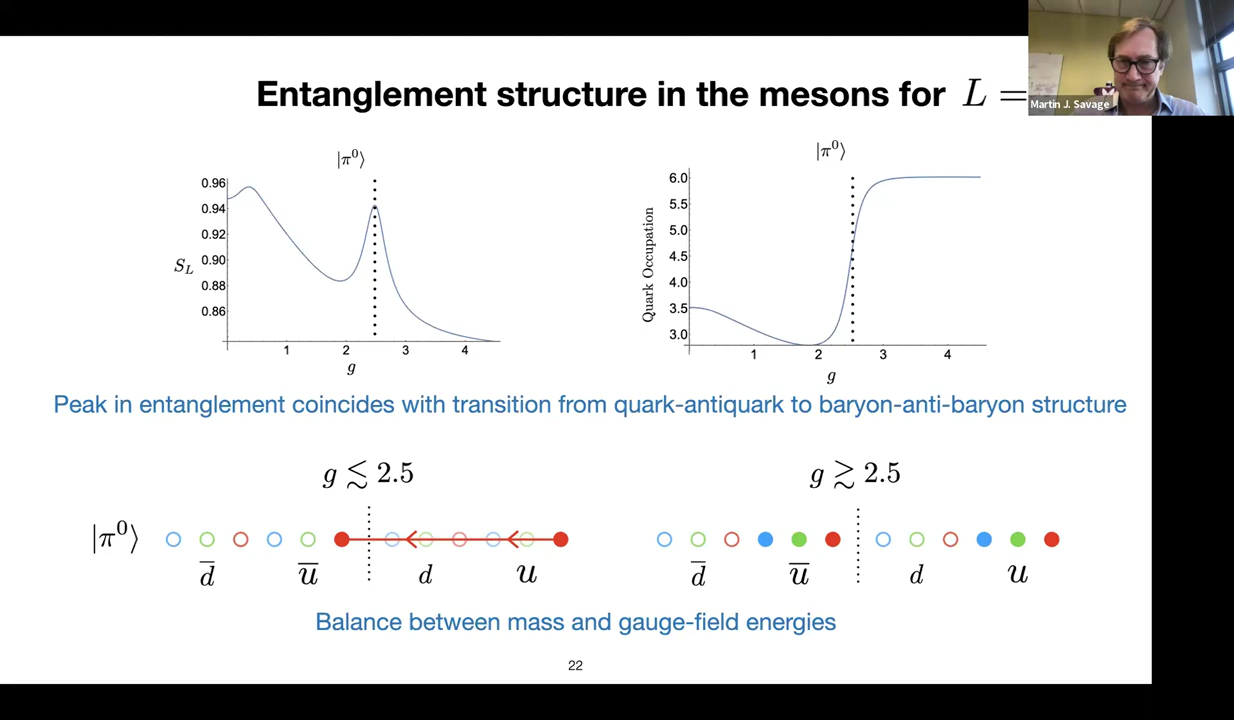 Entanglement structure in the mesons for L =
Martin J. Savage
|π⁰⟩
0.96
0.94
0.92
0.90
0.88
0.86
S_L
1 2 3 4
g
|π⁰⟩
6.0
5.5
5.0
4.5
4.0
3.5
3.0
Quark Occupation
1 2 3 4
g
Peak in entanglement coincides with transition from quark-antiquark to baryon-anti-baryon structure
g ≲ 2.5
g ≳ 2.5
|π⁰⟩
d̅ u̅ d u
d̅ u̅ d u
Balance between mass and gauge-field energies
22